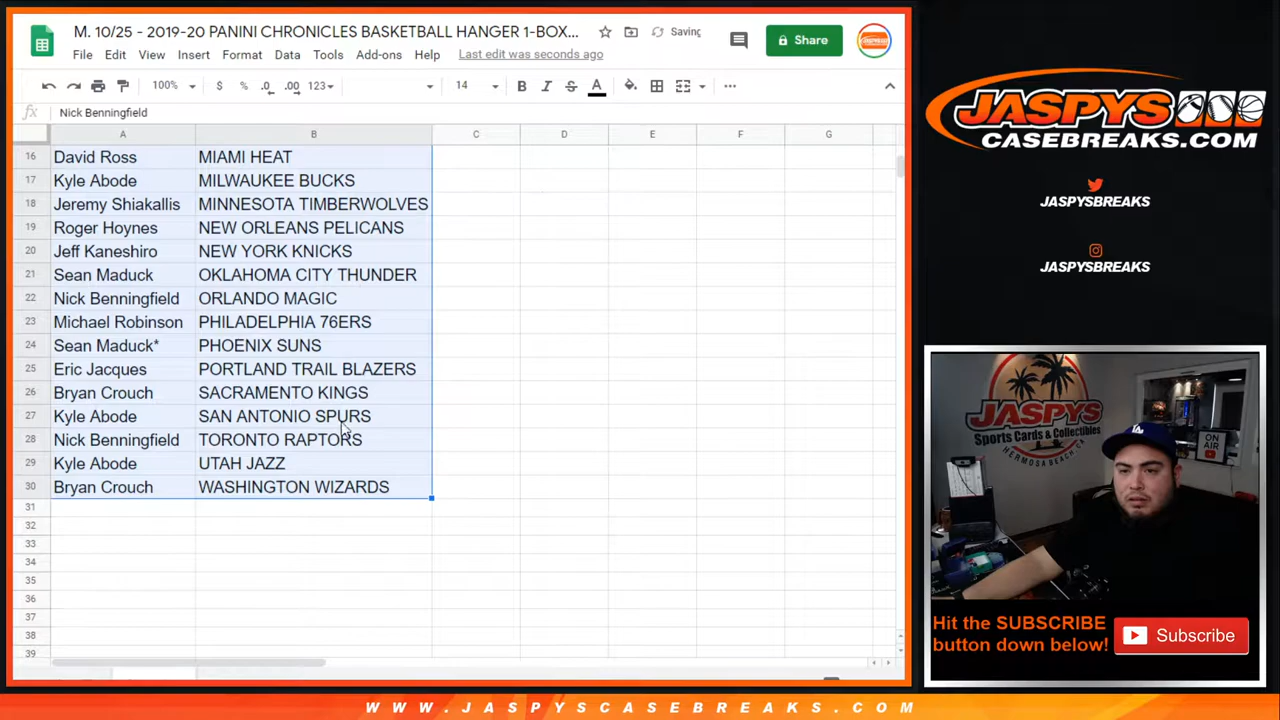 M. 10/25 - 2019-20 PANINI CHRONICLES BASKETBALL HANGER 1-BOX...
Saving
Share
File Edit View Insert Format Data Tools Add-ons Help Last edit was seconds ago
100% $ % .0 .00 123 14 B I S A
fx Nick Benningfield
A B C D E F G
16 David Ross MIAMI HEAT
17 Kyle Abode MILWAUKEE BUCKS
18 Jeremy Shiakallis MINNESOTA TIMBERWOLVES
19 Roger Hoynes NEW ORLEANS PELICANS
20 Jeff Kaneshiro NEW YORK KNICKS
21 Sean Maduck OKLAHOMA CITY THUNDER
22 Nick Benningfield ORLANDO MAGIC
23 Michael Robinson PHILADELPHIA 76ERS
24 Sean Maduck* PHOENIX SUNS
25 Eric Jacques PORTLAND TRAIL BLAZERS
26 Bryan Crouch SACRAMENTO KINGS
27 Kyle Abode SAN ANTONIO SPURS
28 Nick Benningfield TORONTO RAPTORS
29 Kyle Abode UTAH JAZZ
30 Bryan Crouch WASHINGTON WIZARDS
31
32
33
34
35
36
37
38
39
JASPYS
CASEBREAKS.COM
JASPYSBREAKS
JASPYSBREAKS
JASPYS
Sports Cards & Collectibles
HERMOSA BEACH CA
ON AIR
LA
Hit the SUBSCRIBE
button down below!
Subscribe
WWW.JASPYSCASEBREAKS.COM